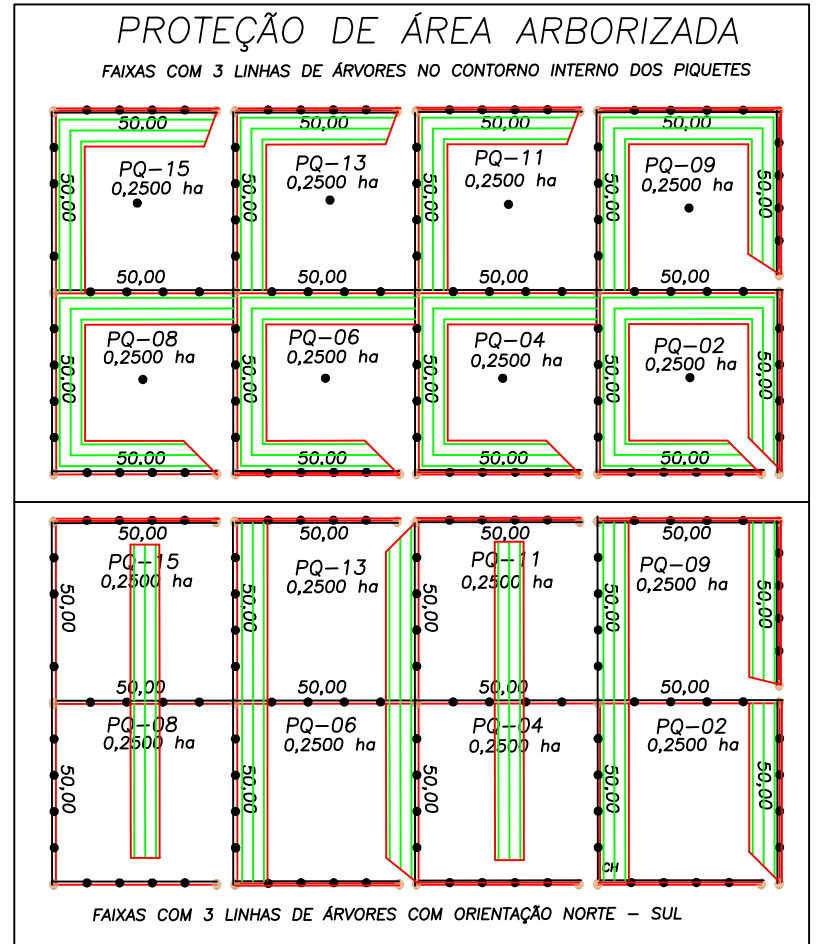 PROTEÇÃO DE ÁREA ARBORIZADA
FAIXAS COM 3 LINHAS DE ÁRVORES NO CONTORNO INTERNO DOS PIQUETES
50,00 50,00 50,00 50,00
PQ-15 PQ-13 PQ-11 PQ-09
0,2500 ha 0,2500 ha 0,2500 ha 0,2500 ha
50,00 50,00 50,00 50,00 50,00
50,00 50,00 50,00 50,00
PQ-08 PQ-06 PQ-04 PQ-02
0,2500 ha 0,2500 ha 0,2500 ha 0,2500 ha
50,00 50,00 50,00 50,00 50,00
50,00 50,00 50,00 50,00
50,00 50,00 50,00 50,00
PQ-15 PQ-13 PQ-11 PQ-09
0,2500 ha 0,2500 ha 0,2500 ha 0,2500 ha
50,00 50,00 50,00 50,00 50,00
50,00 50,00 50,00 50,00
PQ-08 PQ-06 PQ-04 PQ-02
0,2500 ha 0,2500 ha 0,2500 ha 0,2500 ha
50,00 50,00 50,00 50,00 50,00
CH
FAIXAS COM 3 LINHAS DE ÁRVORES COM ORIENTAÇÃO NORTE - SUL